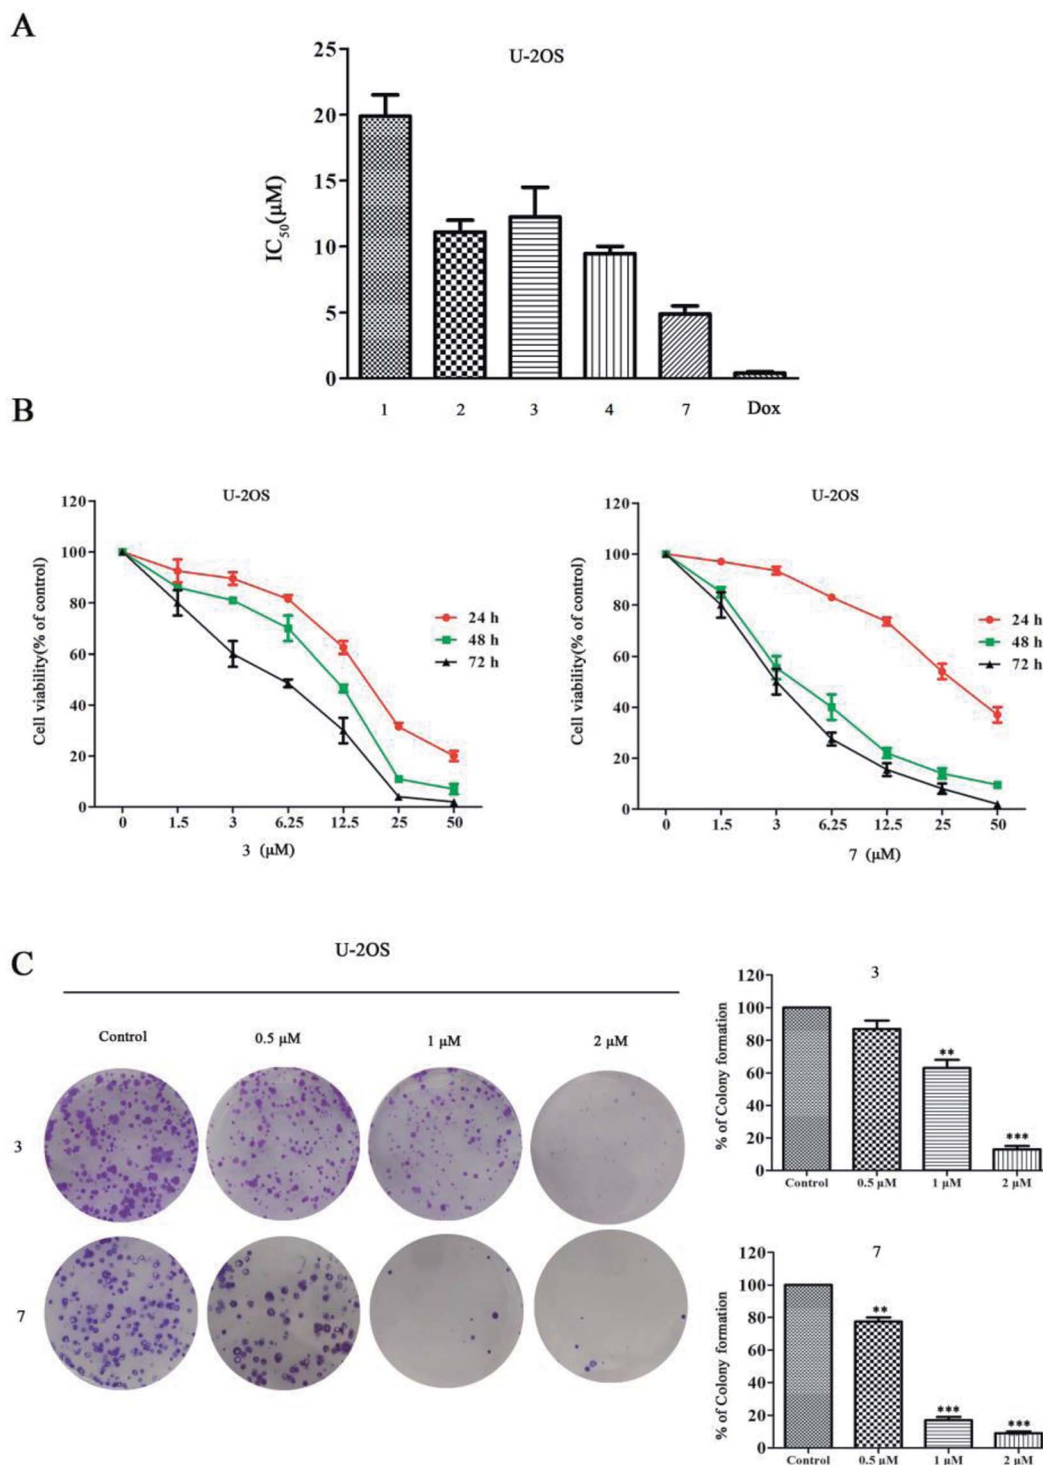 A
U-2OS
25
20
15
10
5
0
IC50(µM)
1 2 3 4 7 Dox
B
U-2OS
120
100
80
60
40
20
0
Cell viability(% of control)
24 h
48 h
72 h
0 1.5 3 6.25 12.5 25 50
3 (µM)
U-2OS
120
100
80
60
40
20
0
Cell viability(% of control)
24 h
48 h
72 h
0 1.5 3 6.25 12.5 25 50
7 (µM)
C
U-2OS
Control 0.5 µM 1 µM 2 µM
3
7
3
120
100
80
60
40
20
0
% of Colony formation
**
***
Control 0.5 µM 1 µM 2 µM
7
120
100
80
60
40
20
0
% of Colony formation
**
***
***
Control 0.5 µM 1 µM 2 µM